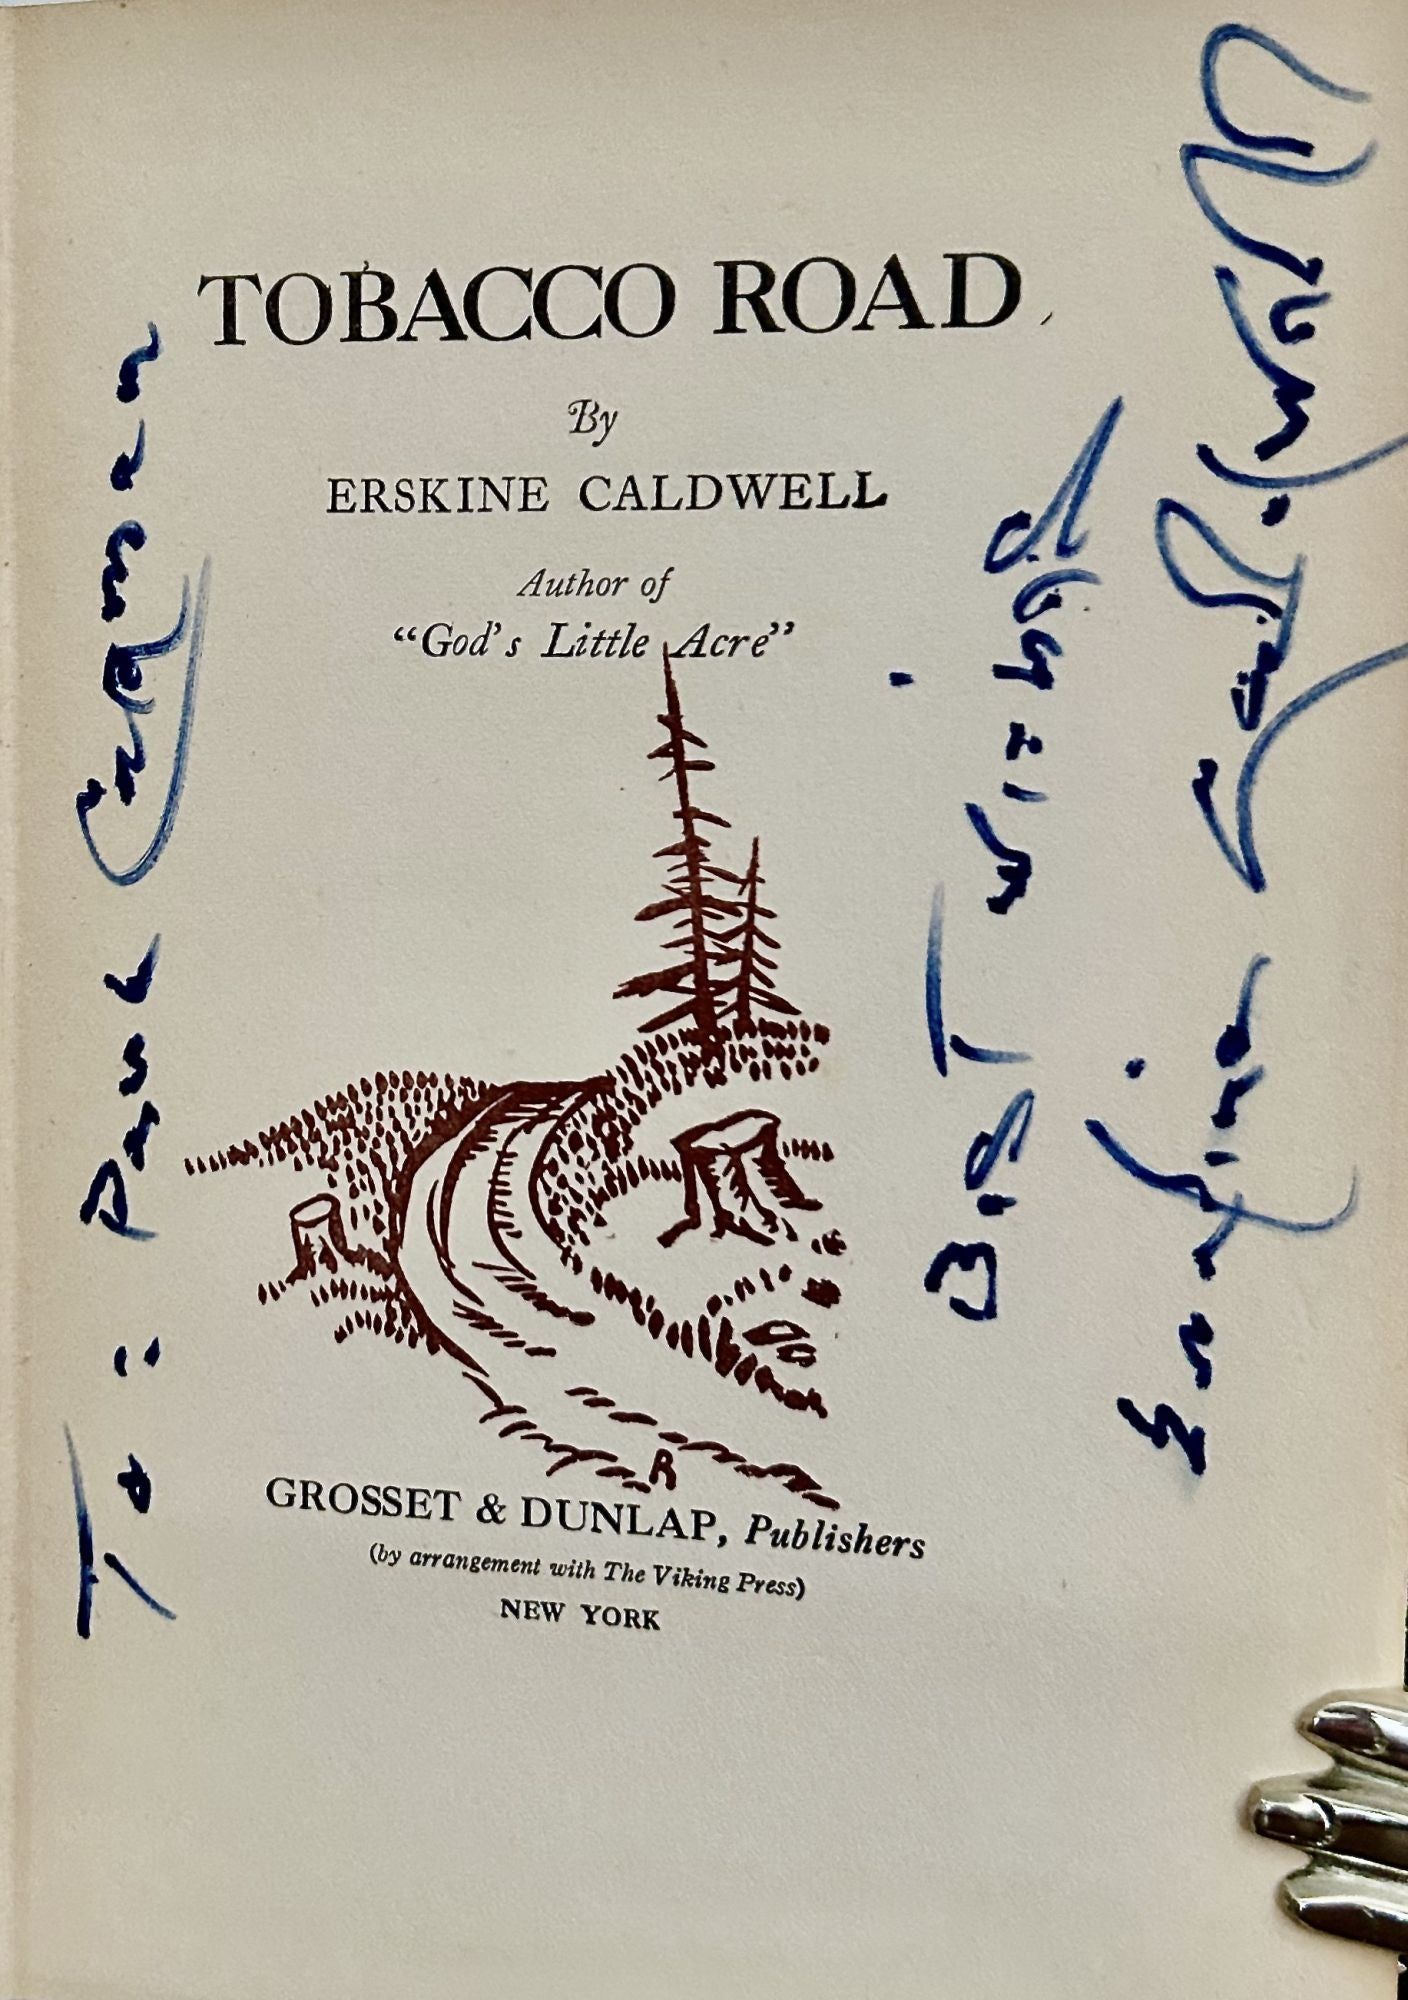 TOBACCO ROAD
By
ERSKINE CALDWELL
Author of
"God's Little Acre"
R
GROSSET & DUNLAP, Publishers
(by arrangement with The Viking Press)
NEW YORK
To: Paul Cayman
Best wishes
Erskine Caldwell